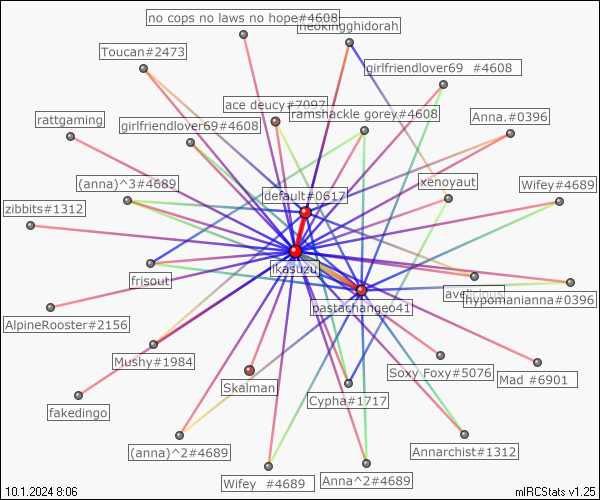 no cops no laws no hope#4608
neokingghidorah
Toucan#2473
girlfriendlover69 #4608
ace deucy#7097
ramshackle gorey#4608
rattgaming
girlfriendlover69#4608
Anna.#0396
(anna)^3#4689
xenoyaut
Wifey#4689
default#0617
zibbits#1312
ikasuzu
frisout
hypomanianna#0396
pastachange041
AlpineRooster#2156
Mushy#1984
Soxy Foxy#5076
Skalman
Mad #6901
Cypha#1717
fakedingo
(anna)^2#4689
Annarchist#1312
Wifey #4689
Anna^2#4689
10.1.2024 8:06
mIRCStats v1.25